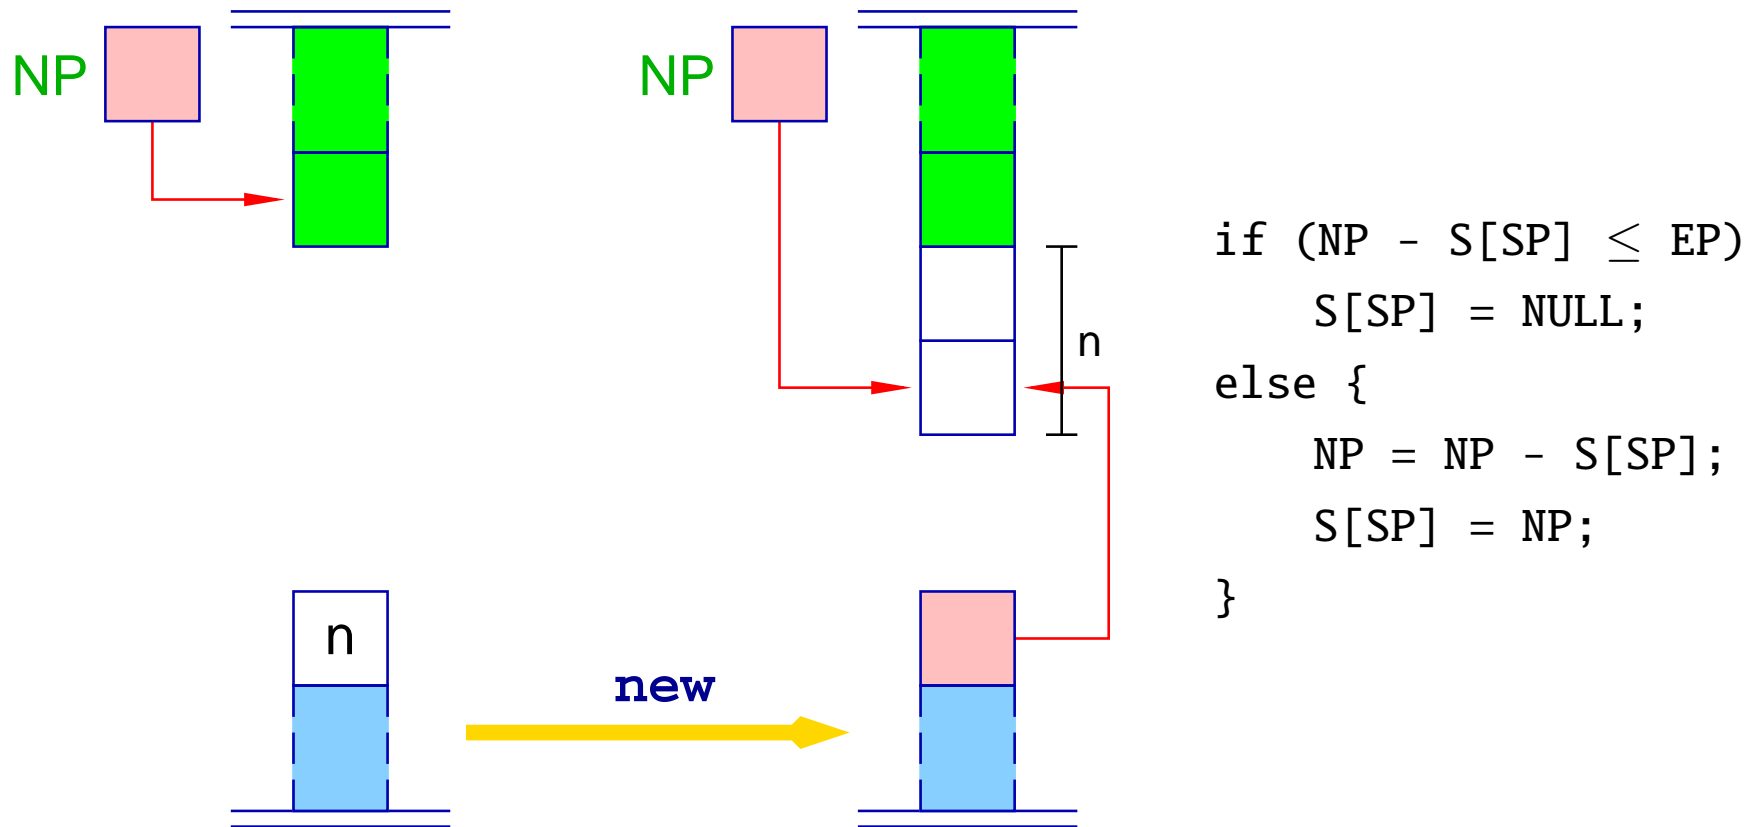 NP
NP
if (NP - S[SP] ≤ EP)
S[SP] = NULL;
n
else {
NP = NP - S[SP];
S[SP] = NP;
}
n
new